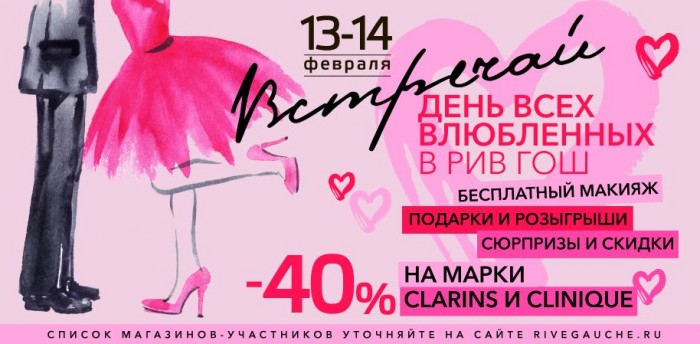 13-14
февраля
Встречай
ДЕНЬ ВСЕХ
ВЛЮБЛЕННЫХ
В РИВ ГОШ
БЕСПЛАТНЫЙ МАКИЯЖ
ПОДАРКИ И РОЗЫГРЫШИ
СЮРПРИЗЫ И СКИДКИ
-40%
НА МАРКИ
CLARINS И CLINIQUE
СПИСОК МАГАЗИНОВ-УЧАСТНИКОВ УТОЧНЯЙТЕ НА САЙТЕ RIVEGAUCHE.RU